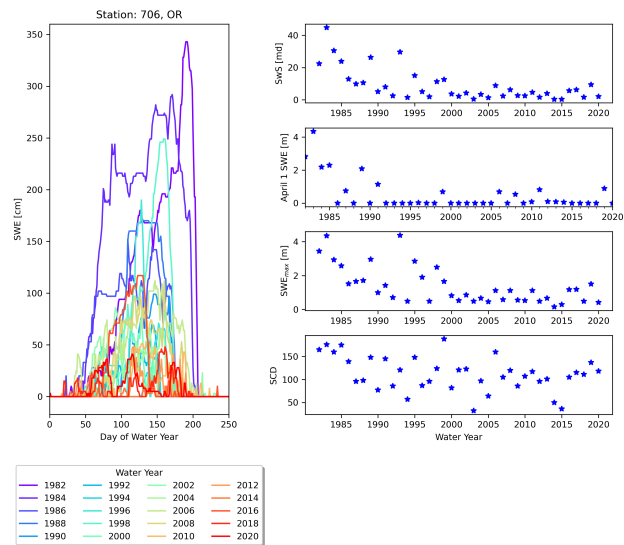 Station: 706, OR
350
300
250
200
150
100
50
0
SWE [cm]
0 50 100 150 200 250
Day of Water Year
40
20
0
SwS [md]
1985 1990 1995 2000 2005 2010 2015 2020
4
2
0
April 1 SWE [m]
1985 1990 1995 2000 2005 2010 2015 2020
4
2
0
SWEmax [m]
1985 1990 1995 2000 2005 2010 2015 2020
150
100
50
SCD
1985 1990 1995 2000 2005 2010 2015 2020
Water Year
Water Year
1982 1992 2002 2012
1984 1994 2004 2014
1986 1996 2006 2016
1988 1998 2008 2018
1990 2000 2010 2020